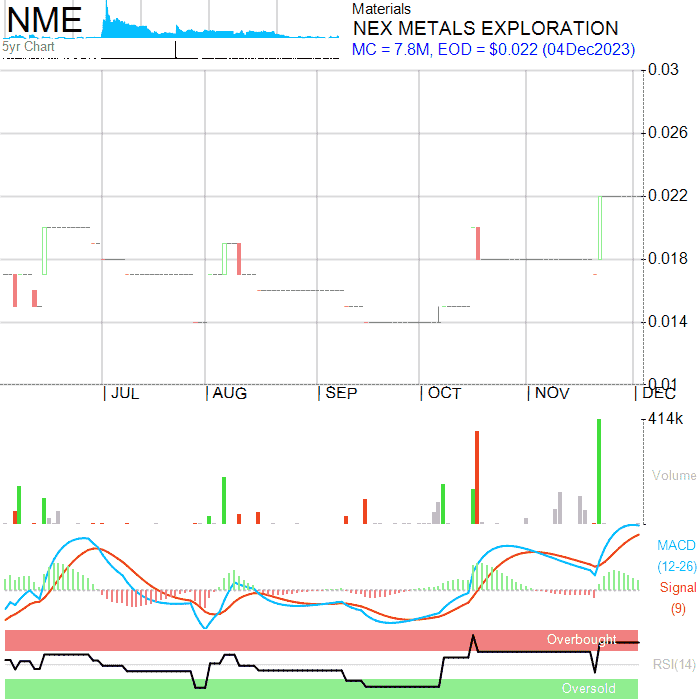 NME
5yr Chart
Materials
NEX METALS EXPLORATION
MC = 7.8M, EOD = $0.022 (04Dec2023)
0.03
0.026
0.022
0.018
0.014
0.01
JUL AUG SEP OCT NOV DEC
414k
Volume
MACD
(12-26)
Signal
(9)
Overbought
RSI(14)
Oversold